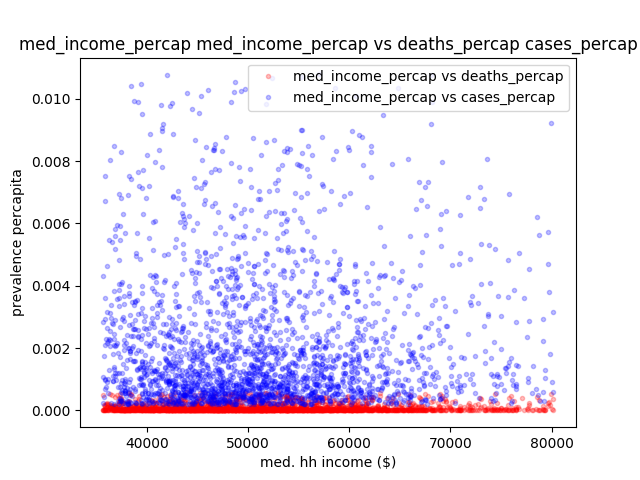 med_income_percap med_income_percap vs deaths_percap cases_percap
med_income_percap vs deaths_percap
med_income_percap vs cases_percap
prevalence percapita
0.010
0.008
0.006
0.004
0.002
0.000
40000 50000 60000 70000 80000
med. hh income ($)